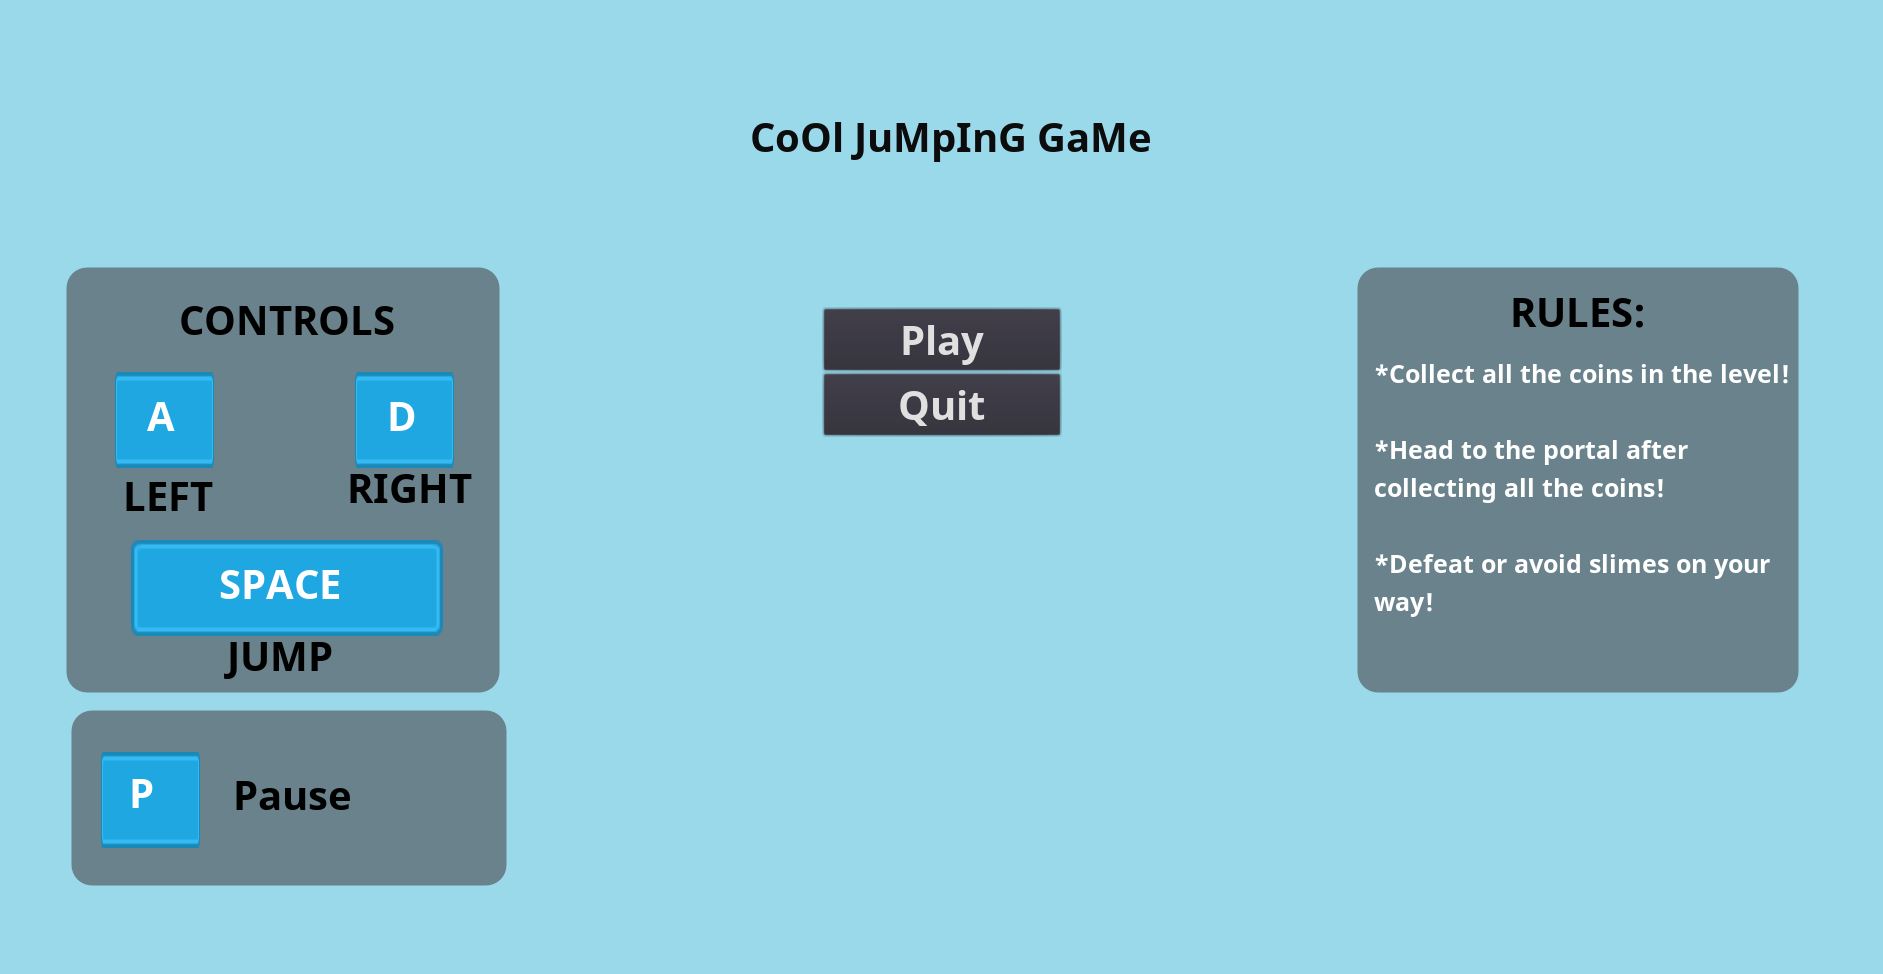 CoOl JuMpInG GaMe
CONTROLS
A
D
LEFT
RIGHT
SPACE
JUMP
P
Pause
Play
Quit
RULES:
*Collect all the coins in the level!
*Head to the portal after
collecting all the coins!
*Defeat or avoid slimes on your
way!